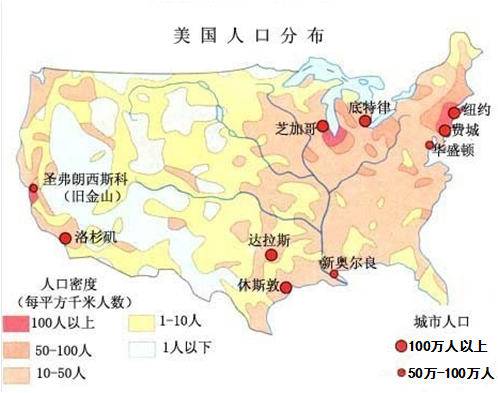 美国人口分布
底特律
纽约
芝加哥
费城
华盛顿
圣弗朗西斯科
（旧金山）
洛杉矶
达拉斯
新奥尔良
休斯敦
人口密度
（每平方千米人数）
100人以上
1-10人
50-100人
1人以下
10-50人
城市人口
100万人以上
50万-100万人